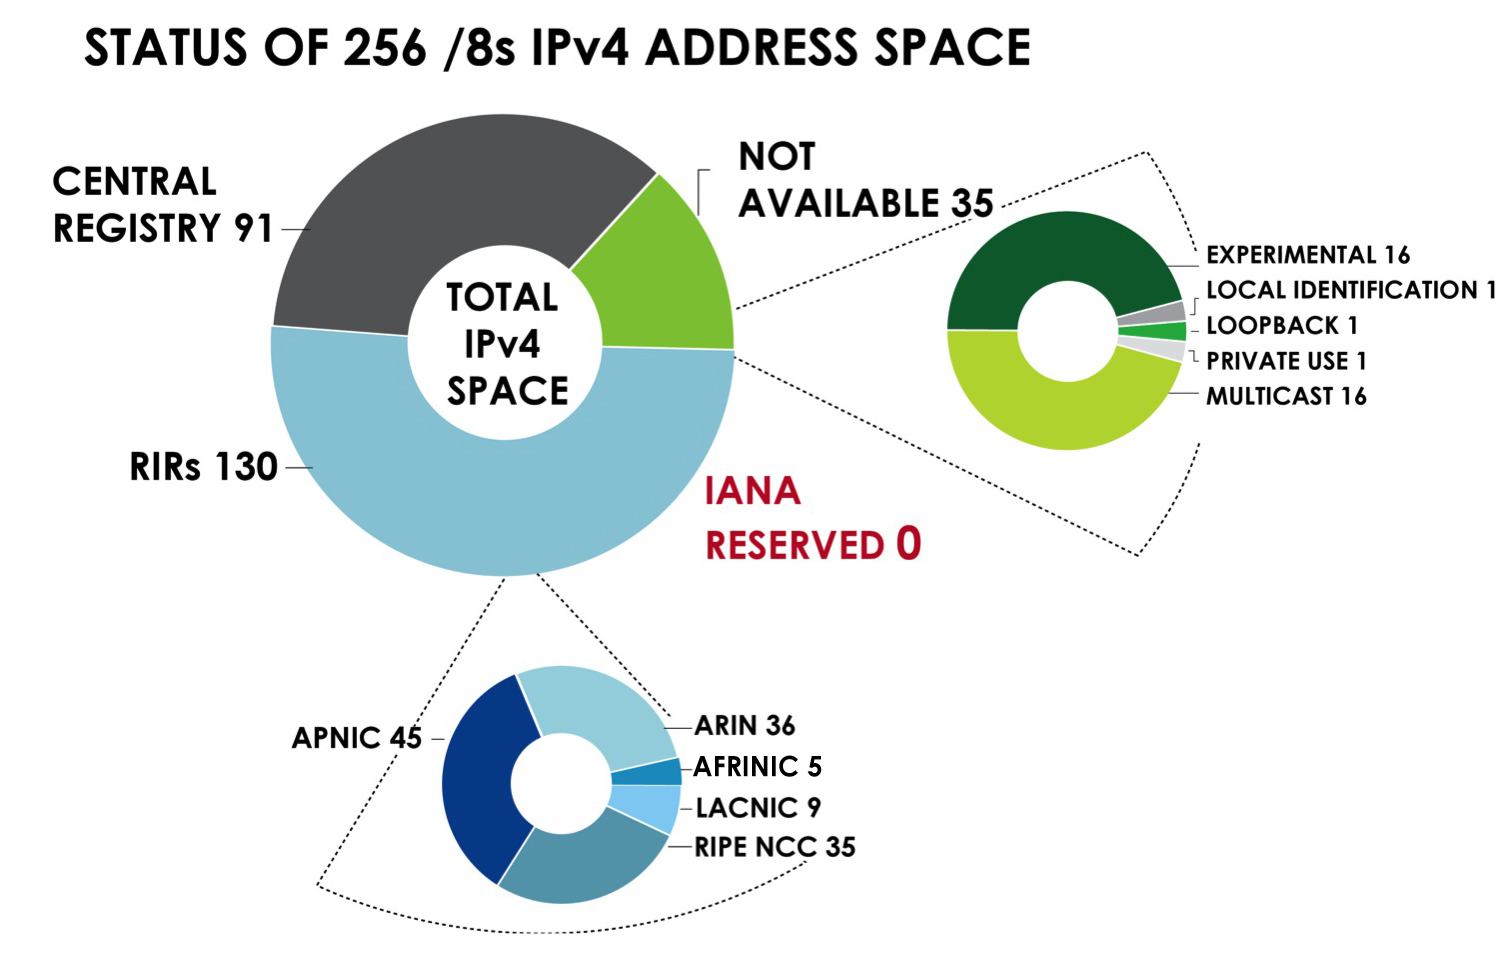 STATUS OF 256 /8s IPv4 ADDRESS SPACE
CENTRAL
REGISTRY 91
NOT
AVAILABLE 35
TOTAL
IPv4
SPACE
RIRs 130
IANA
RESERVED 0
EXPERIMENTAL 16
LOCAL IDENTIFICATION 1
LOOPBACK 1
PRIVATE USE 1
MULTICAST 16
APNIC 45
ARIN 36
AFRINIC 5
LACNIC 9
RIPE NCC 35